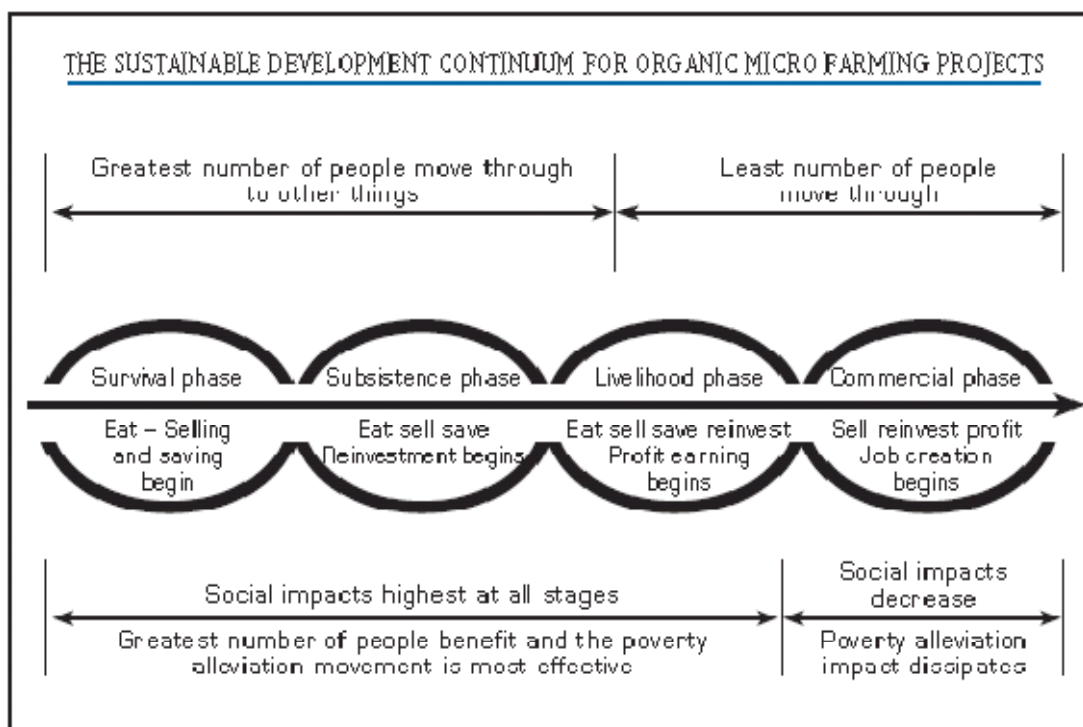 THE SUSTAINABLE DEVELOPMENT CONTINUUM FOR ORGANIC MICRO FARMING PROJECTS
Greatest number of people move through
to other things
Least number of people
move through
Survival phase
Subsistence phase
Livelihood phase
Commercial phase
Eat – Selling
and saving
begin
Eat sell save
Reinvestment begins
Eat sell save reinvest
Profit earning
begins
Sell reinvest profit
Job creation
begins
Social impacts highest at all stages
Greatest number of people benefit and the poverty
alleviation movement is most effective
Social impacts
decrease
Poverty alleviation
impact dissipates